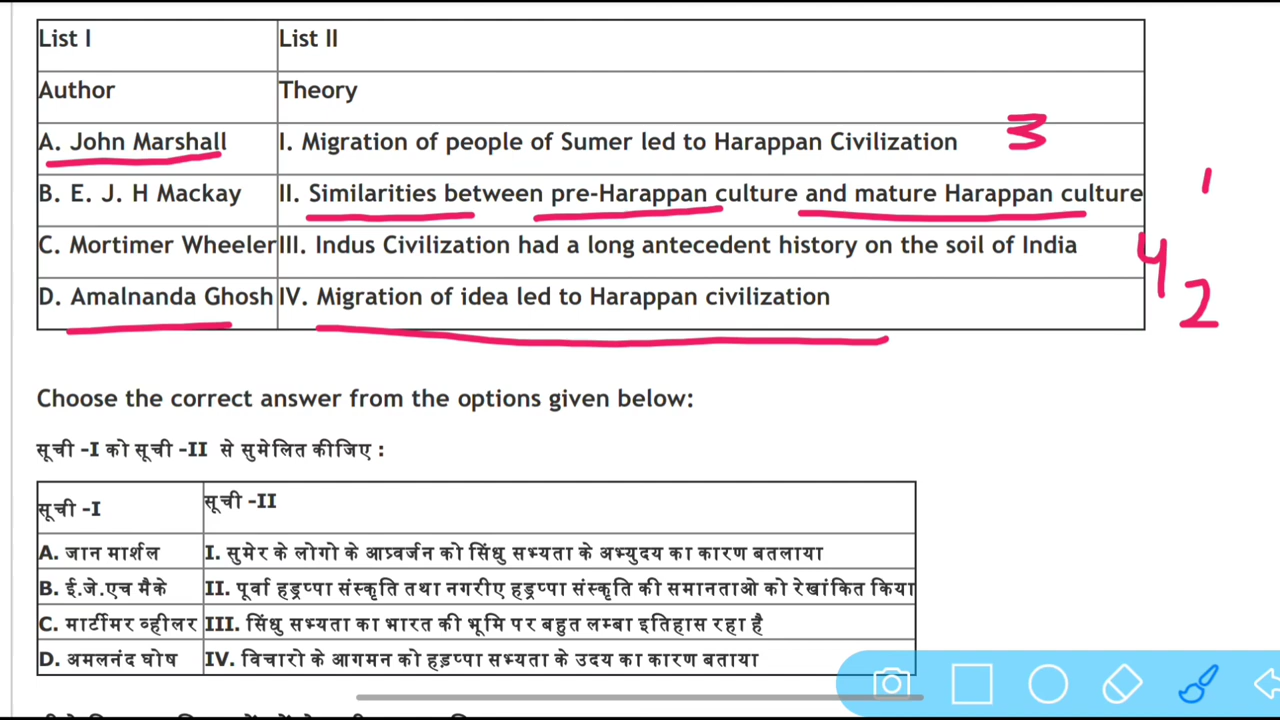 List I List II
Author Theory
A. John Marshall I. Migration of people of Sumer led to Harappan Civilization 3
B. E. J. H Mackay II. Similarities between pre-Harappan culture and mature Harappan culture 1
C. Mortimer Wheeler III. Indus Civilization had a long antecedent history on the soil of India 4
D. Amalnanda Ghosh IV. Migration of idea led to Harappan civilization 2
Choose the correct answer from the options given below:
सूची -I को सूची -II से सुमेलित कीजिए :
सूची -I सूची -II
A. जान मार्शल I. सुमेर के लोगो के आप्रवर्जन को सिंधु सभ्यता के अभ्युदय का कारण बतलाया
B. ई.जे.एच मैके II. पूर्वा हड़प्पा संस्कृति तथा नगरीए हड़प्पा संस्कृति की समानताओ को रेखांकित किया
C. मार्टीमर व्हीलर III. सिंधु सभ्यता का भारत की भूमि पर बहुत लम्बा इतिहास रहा है
D. अमलनंद घोष IV. विचारो के आगमन को हड़प्पा सभ्यता के उदय का कारण बताया